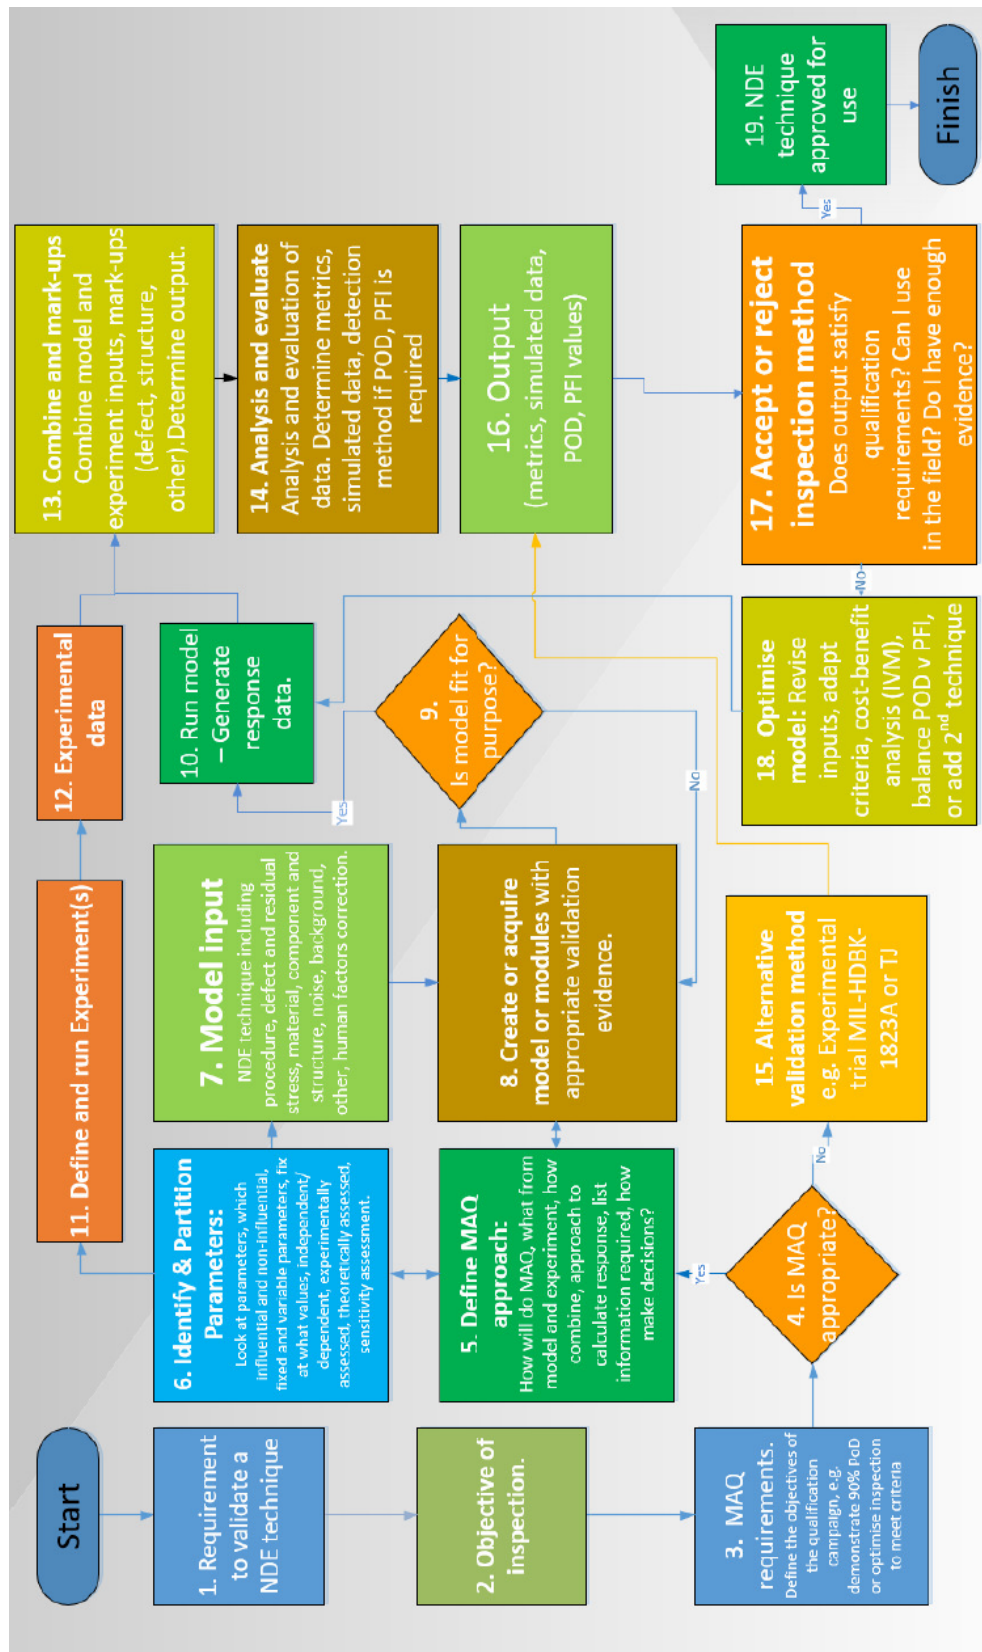 Start
1. Requirement
to validate a
NDE technique
2. Objective of
inspection.
3. MAQ
requirements.
Define the objectives of
the qualification
campaign, e.g.
demonstrate 90% PoD
or optimise inspection
to meet criteria
4. Is MAQ
appropriate?
Yes
No
5. Define MAQ
approach:
How will do MAQ, what from
model and experiment, how
combine, approach to
calculate response, list
information required, how
make decisions?
6. Identify & Partition
Parameters:
Look at parameters, which
influential and non-influential,
fixed and variable parameters, fix
at what values, independent/
dependent, experimentally
assessed, theoretically assessed,
sensitivity assessment.
7. Model input
NDE technique including
procedure, defect and residual
stress, material, component and
structure, noise, background,
other, human factors correction.
8. Create or acquire
model or modules with
appropriate validation
evidence.
9.
Is model fit for
purpose?
Yes
No
10. Run model
– Generate
response
data.
11. Define and run Experiment(s)
12. Experimental
data
13. Combine and mark-ups
Combine model and
experiment inputs, mark-ups
(defect, structure,
other).Determine output.
14. Analysis and evaluate
Analysis and evaluation of
data. Determine metrics,
simulated data, detection
method if POD, PFI is
required
15. Alternative
validation method
e.g. Experimental
trial MIL-HDBK-
1823A or TJ
16. Output
(metrics, simulated data,
POD, PFI values)
17. Accept or reject
inspection method
Does output satisfy
qualification
requirements? Can I use
in the field? Do I have enough
evidence?
No
Yes
18. Optimise
model: Revise
inputs, adapt
criteria, cost-benefit
analysis (IVM),
balance POD v PFI,
or add 2nd technique
19. NDE
technique
approved for
use
Finish